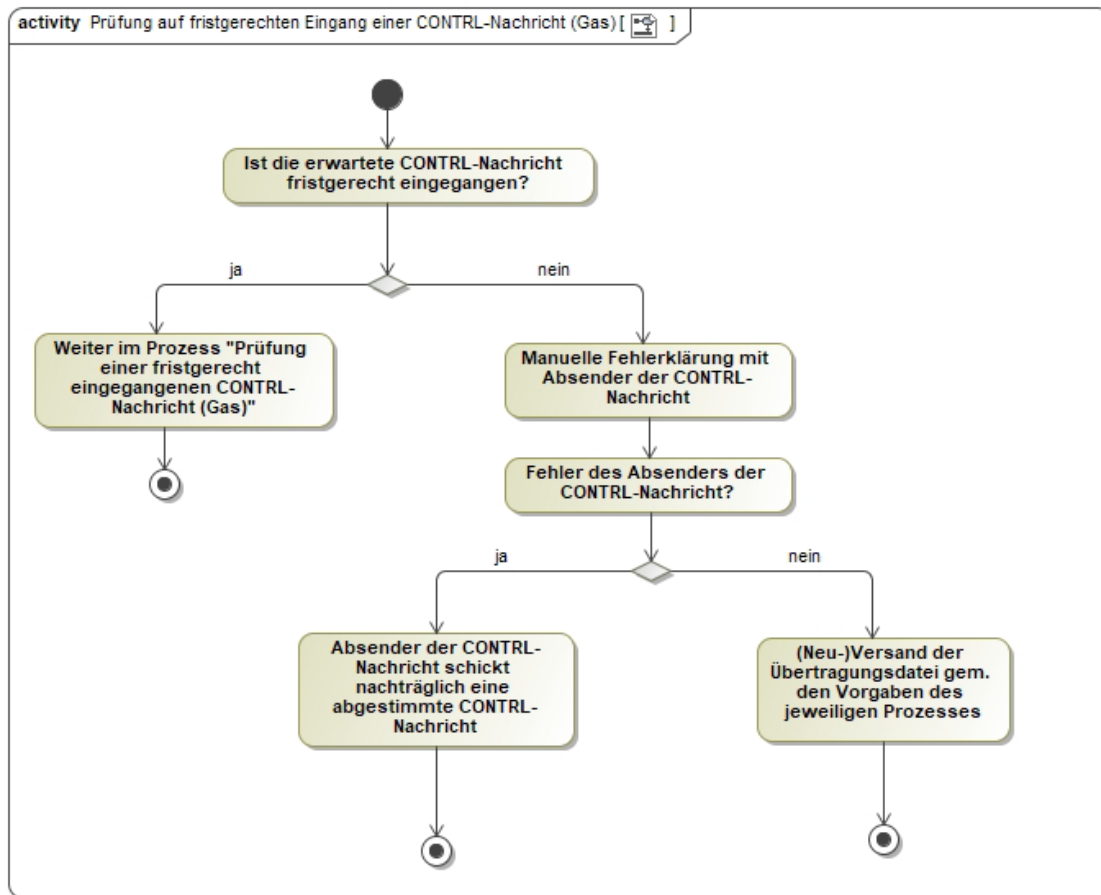 activity Prüfung auf fristgerechten Eingang einer CONTRL-Nachricht (Gas) [ ]
Ist die erwartete CONTRL-Nachricht
fristgerecht eingegangen?
ja
nein
Weiter im Prozess "Prüfung
einer fristgerecht
eingegangenen CONTRL-
Nachricht (Gas)"
Manuelle Fehlerklärung mit
Absender der CONTRL-
Nachricht
Fehler des Absenders der
CONTRL-Nachricht?
ja
nein
Absender der CONTRL-
Nachricht schickt
nachträglich eine
abgestimmte CONTRL-
Nachricht
(Neu-)Versand der
Übertragungsdatei gem.
den Vorgaben des
jeweiligen Prozesses